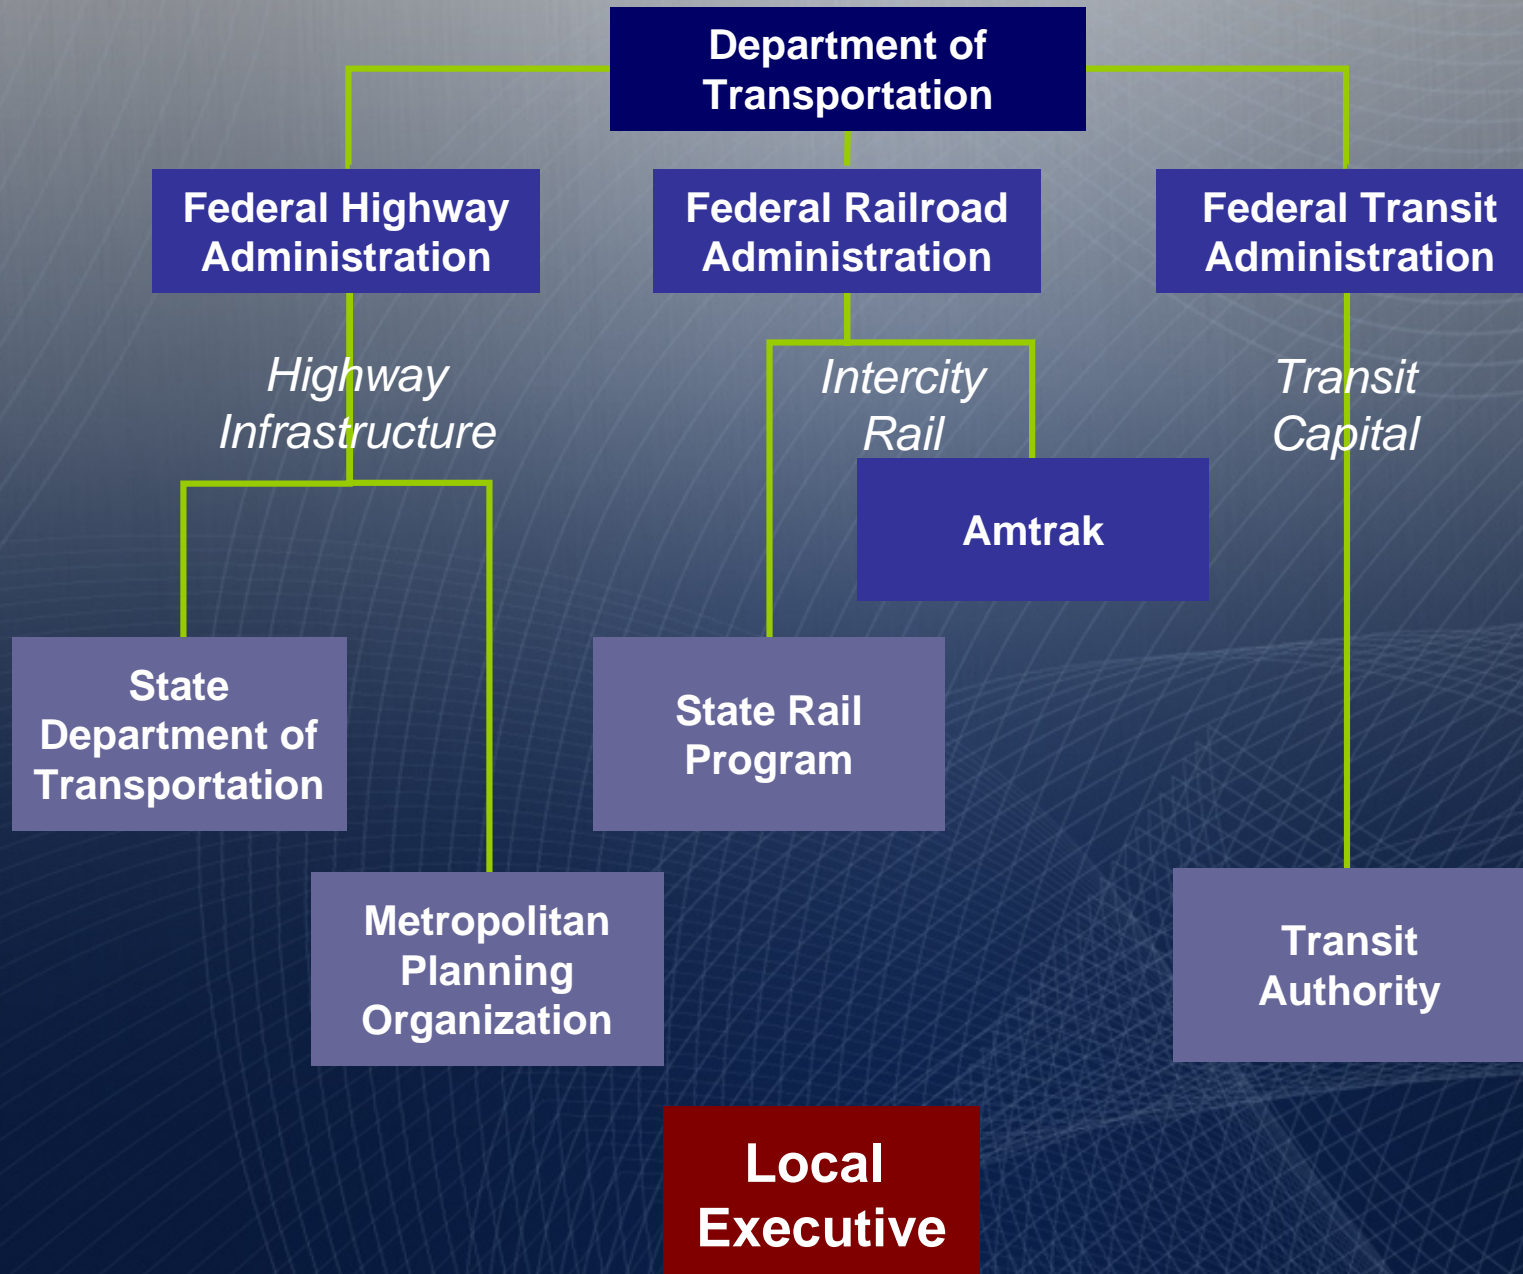 Department of
Transportation
Federal Highway
Administration
Federal Railroad
Administration
Federal Transit
Administration
Highway
Infrastructure
Intercity
Rail
Transit
Capital
Amtrak
State
Department of
Transportation
State Rail
Program
Metropolitan
Planning
Organization
Transit
Authority
Local
Executive